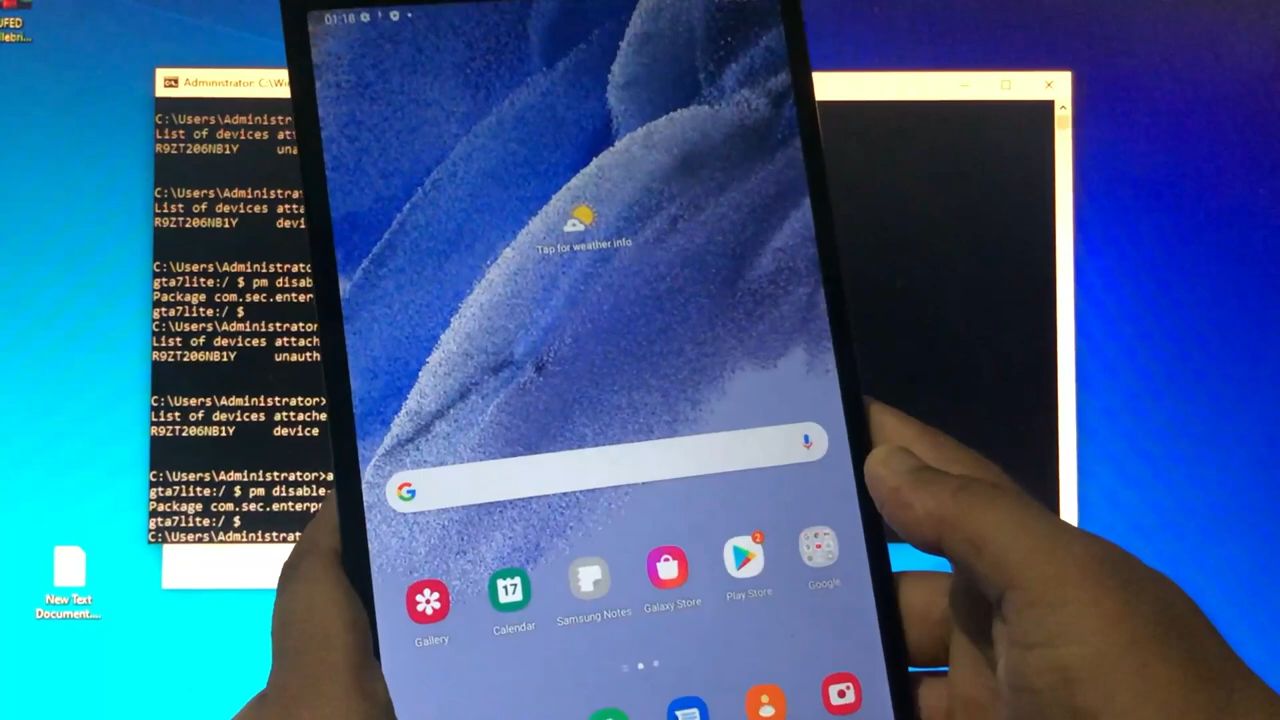 UFED
01:18
Administrator: C:\Wi
C:\Users\Administr
List of devices att
R9ZT206NB1Y una
C:\Users\Administra
List of devices atta
R9ZT206NB1Y devi
C:\Users\Administrato
gta7lite:/ $ pm disab
Package com.sec.enter
gta7lite:/ $
C:\Users\Administrator
List of devices attach
R9ZT206NB1Y unauth
C:\Users\Administrator>
List of devices attache
R9ZT206NB1Y device
C:\Users\Administrator>a
gta7lite:/ $ pm disable-
Package com.sec.enterp
gta7lite:/ $
C:\Users\Administrat
Tap for weather info
G
17
2
Gallery
Calendar
Samsung Notes
Galaxy Store
Play Store
Google
New Text
Document....